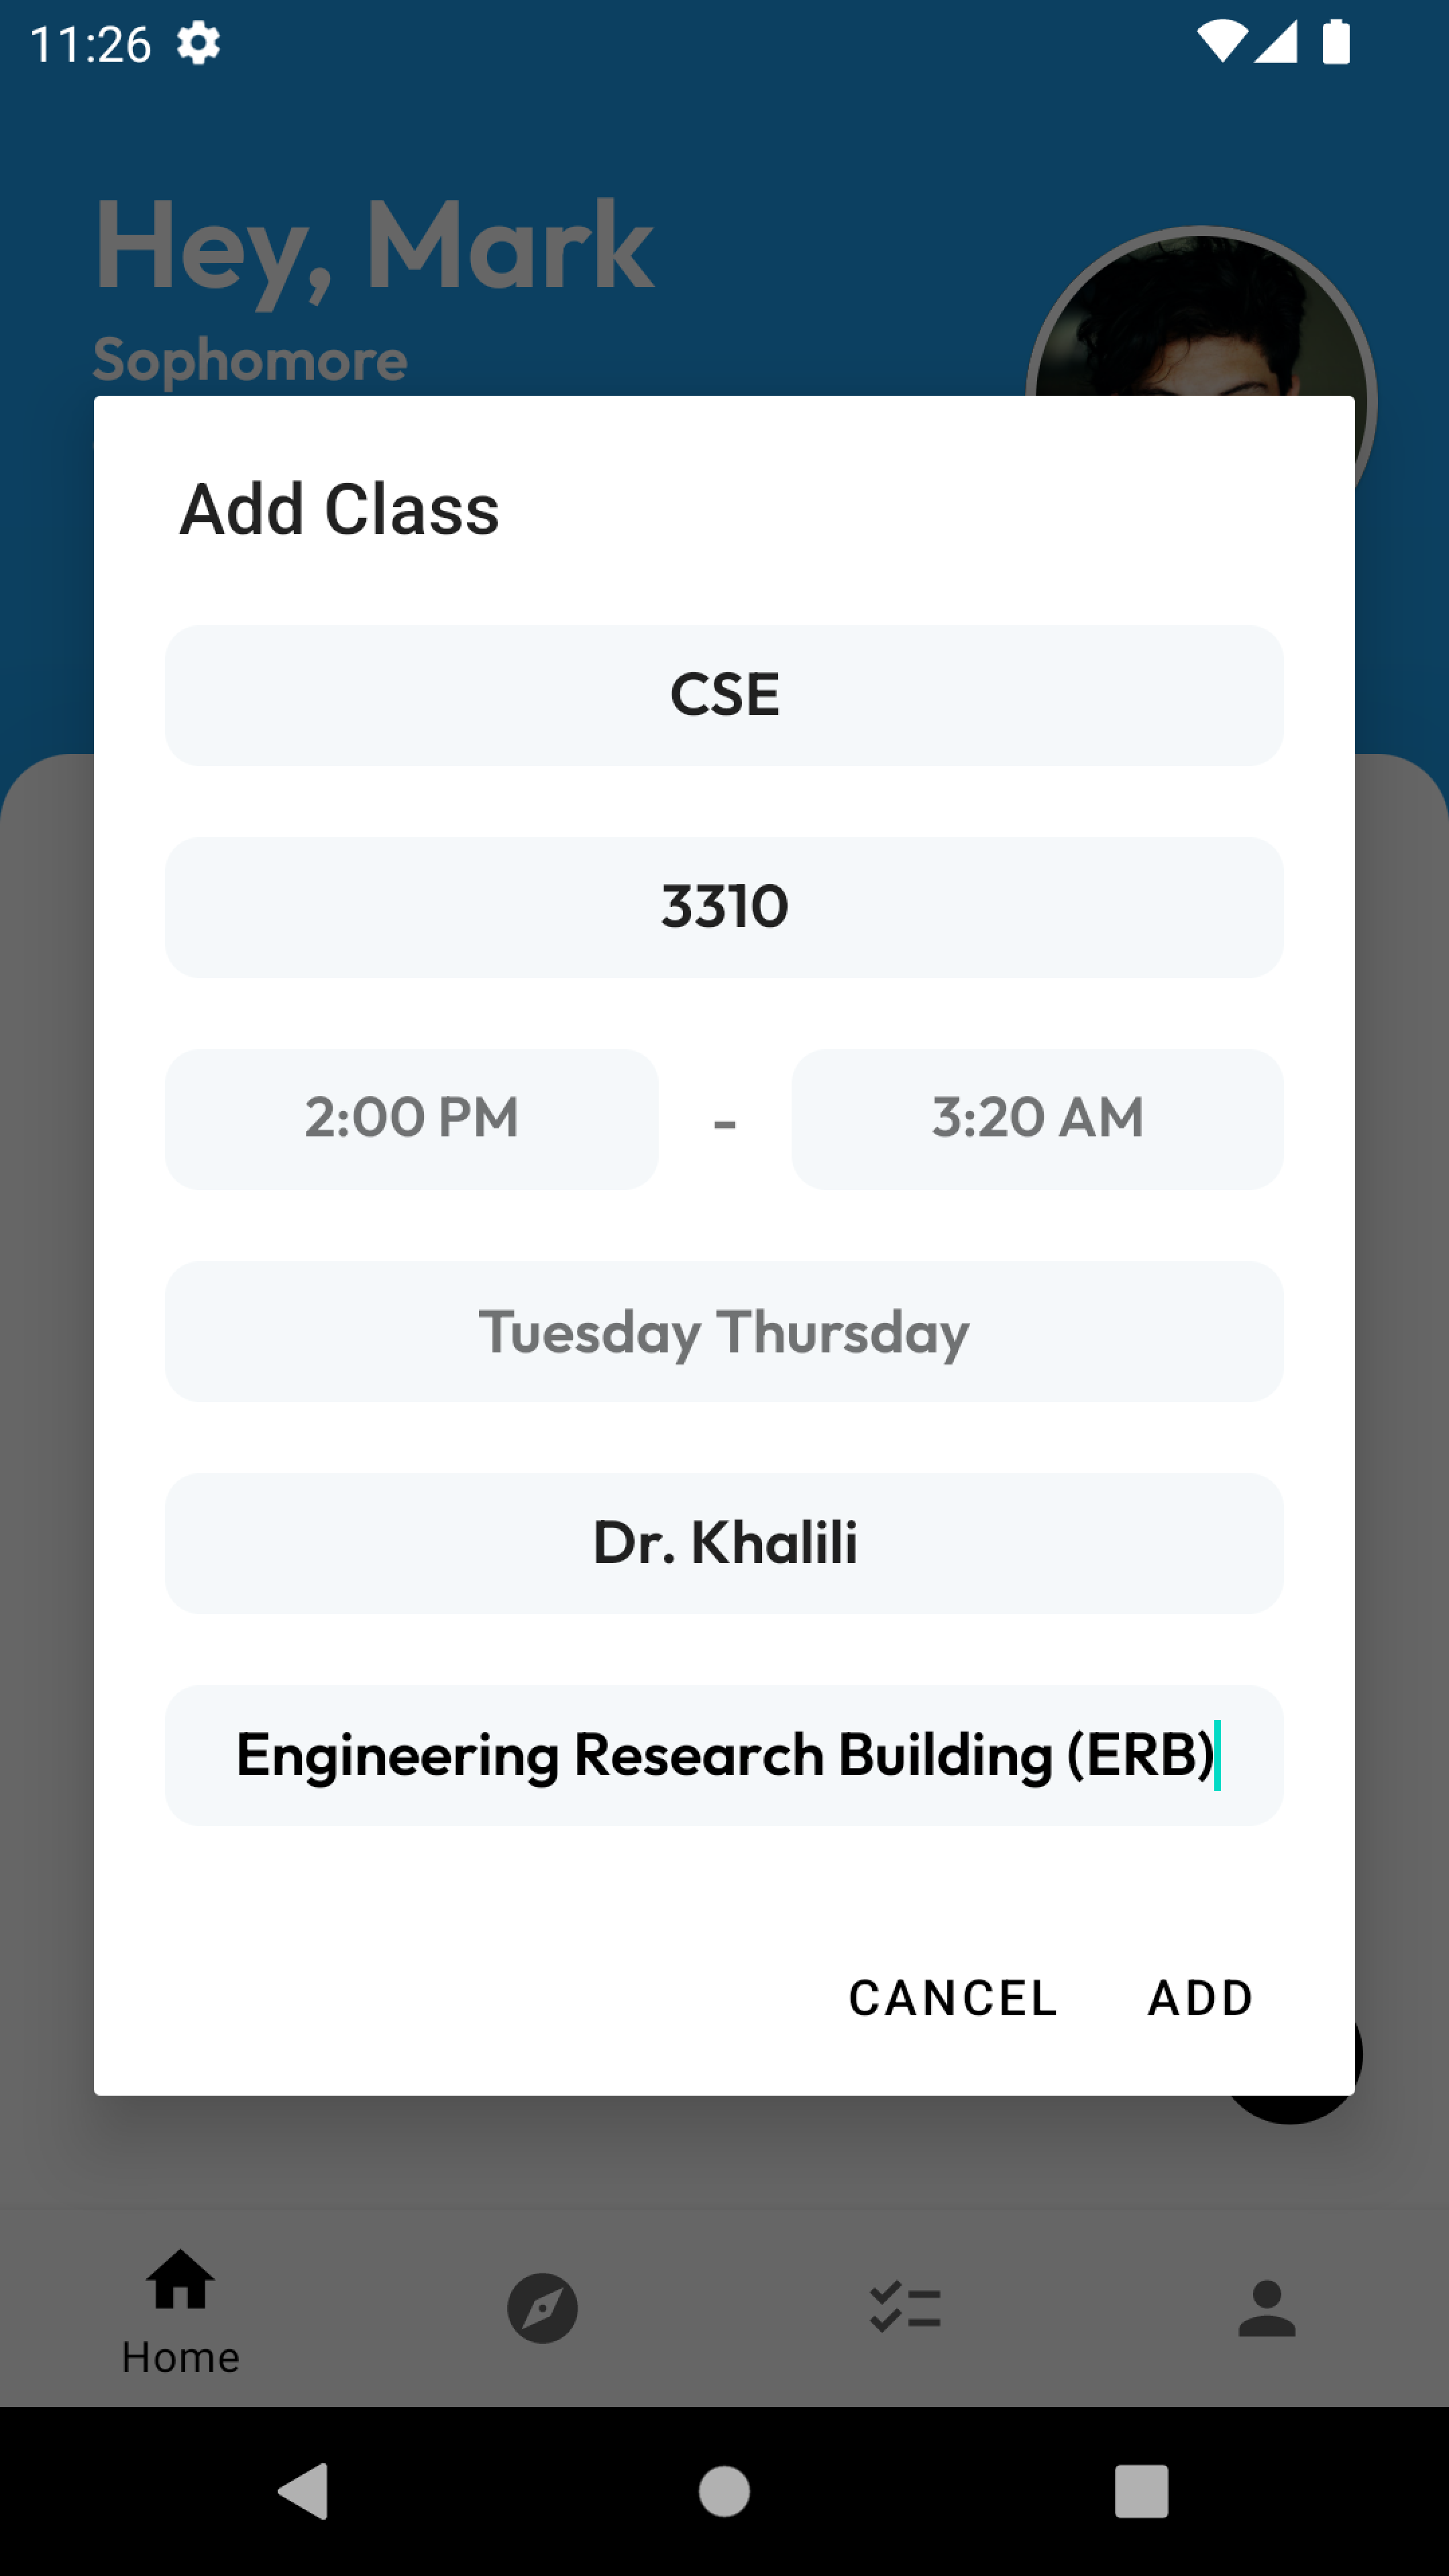 11:26
Hey, Mark
Sophomore
Add Class
CSE
3310
2:00 PM - 3:20 AM
Tuesday Thursday
Dr. Khalili
Engineering Research Building (ERB)
CANCEL ADD
Home